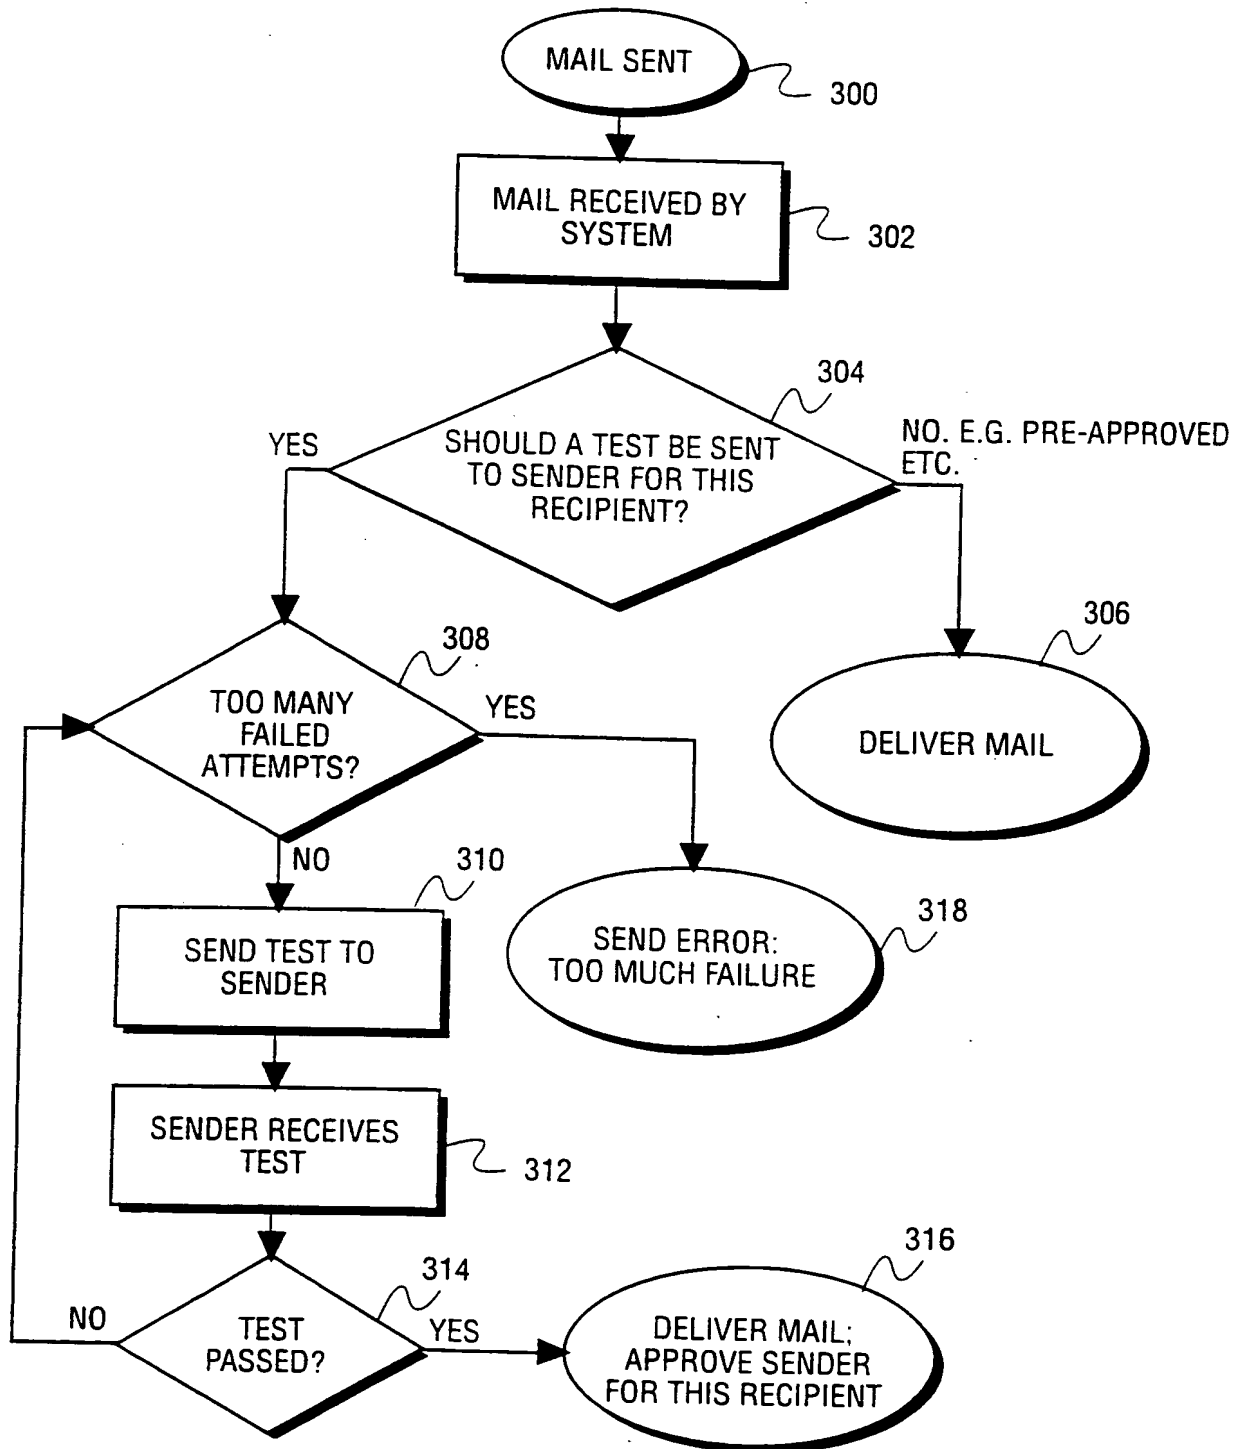 MAIL SENT
300
MAIL RECEIVED BY
SYSTEM
302
304
SHOULD A TEST BE SENT
TO SENDER FOR THIS
RECIPIENT?
YES
NO. E.G. PRE-APPROVED
ETC.
306
DELIVER MAIL
308
TOO MANY
FAILED
ATTEMPTS?
YES
NO
310
SEND TEST TO
SENDER
318
SEND ERROR:
TOO MUCH FAILURE
SENDER RECEIVES
TEST
312
314
TEST
PASSED?
NO
YES
316
DELIVER MAIL;
APPROVE SENDER
FOR THIS RECIPIENT